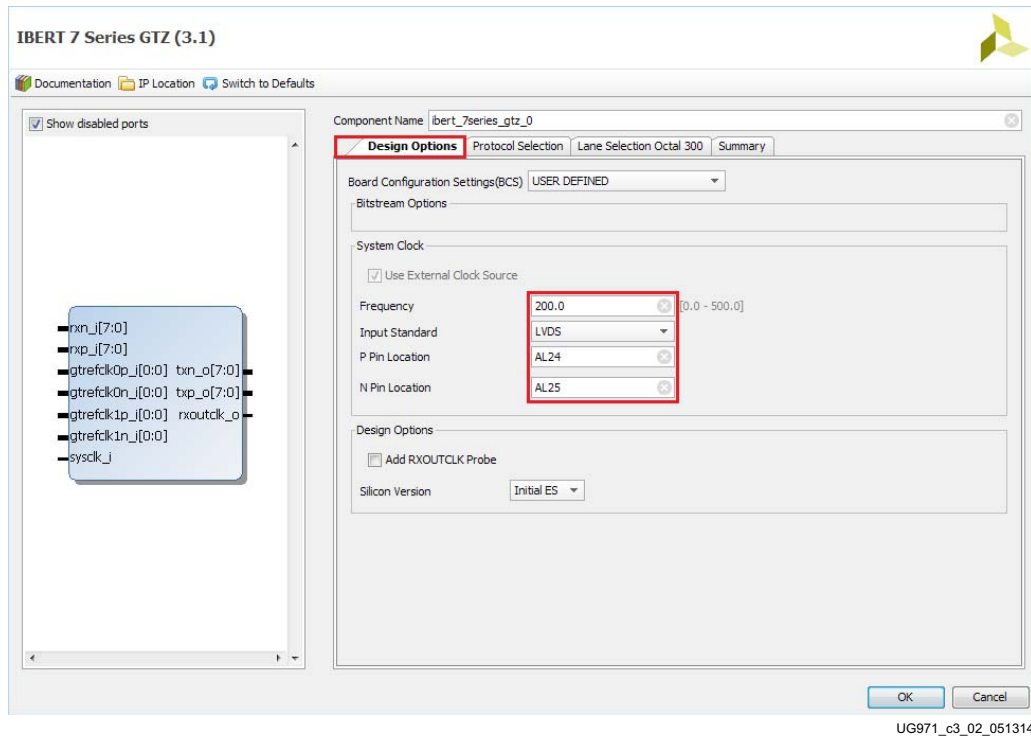 IBERT 7 Series GTZ (3.1)
Documentation IP Location Switch to Defaults
Show disabled ports
rxn_i[7:0]
rxp_i[7:0]
gtrefclk0p_i[0:0] txn_o[7:0]
gtrefclk0n_i[0:0] txp_o[7:0]
gtrefclk1p_i[0:0] rxoutclk_o
gtrefclk1n_i[0:0]
sysclk_i
Component Name ibert_7series_gtz_0
Design Options Protocol Selection Lane Selection Octal 300 Summary
Board Configuration Settings(BCS) USER DEFINED
Bitstream Options
System Clock
Use External Clock Source
Frequency 200.0 [0.0 - 500.0]
Input Standard LVDS
P Pin Location AL24
N Pin Location AL25
Design Options
Add RXOUTCLK Probe
Silicon Version Initial ES
OK Cancel
UG971_c3_02_051314